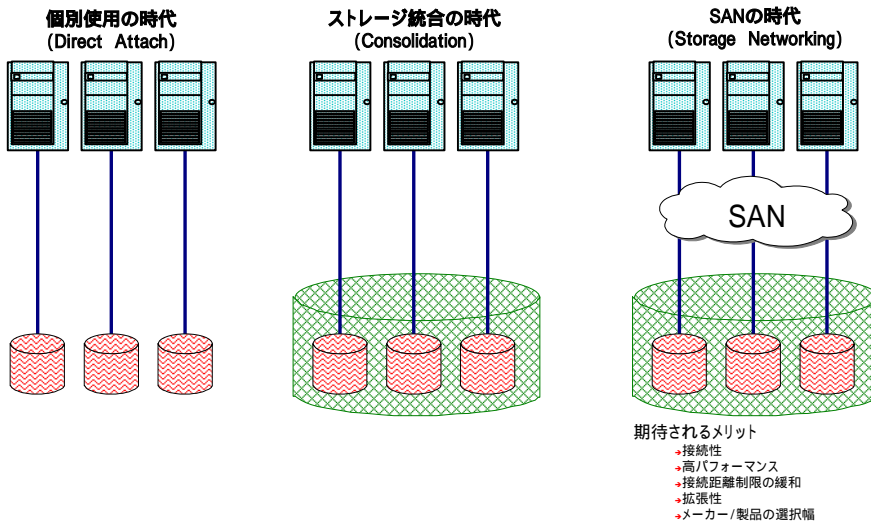 個別使用の時代
(Direct Attach)
ストレージ統合の時代
(Consolidation)
SANの時代
(Storage Networking)
SAN
期待されるメリット
接続性
高パフォーマンス
接続距離制限の緩和
拡張性
メーカー/製品の選択幅